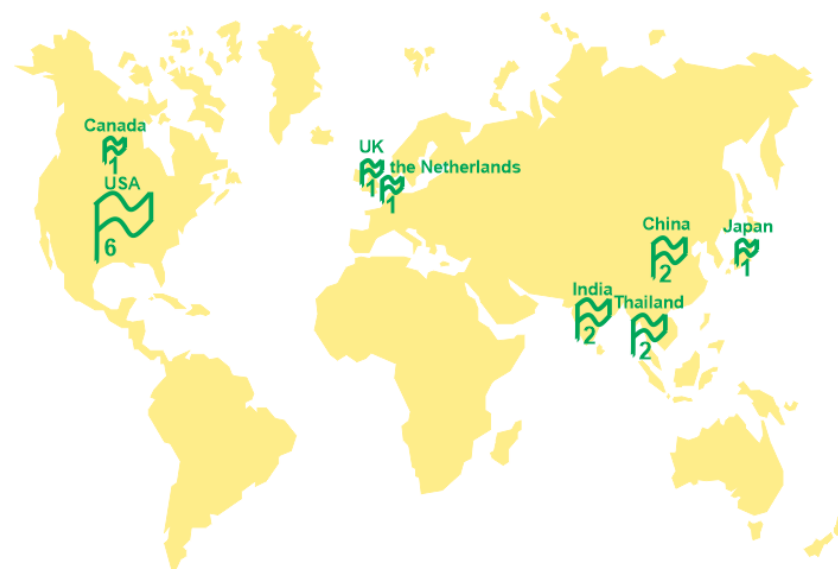 Canada
1
USA
6
UK
1
the Netherlands
1
China
2
Japan
1
India
2
Thailand
2